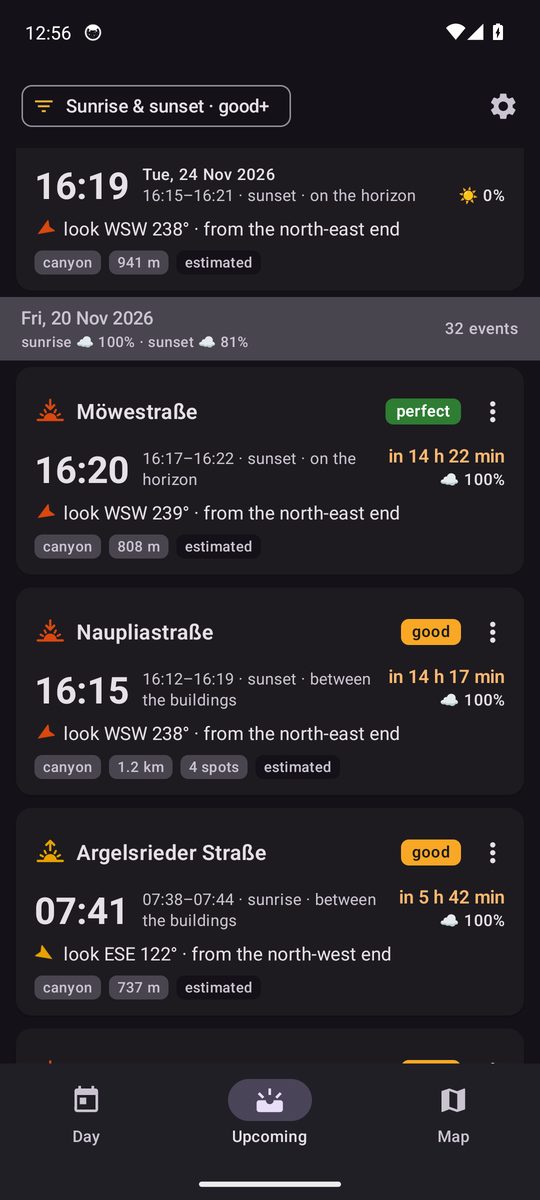 12:56
Sunrise & sunset · good+
16:19
Tue, 24 Nov 2026
16:15–16:21 · sunset · on the horizon
0%
look WSW 238° · from the north-east end
canyon
941 m
estimated
Fri, 20 Nov 2026
32 events
sunrise ☁️ 100% · sunset ☁️ 81%
Möwestraße
perfect
16:20
16:17–16:22 · sunset · on the
horizon
in 14 h 22 min
100%
look WSW 239° · from the north-east end
canyon
808 m
estimated
Naupliastraße
good
16:15
16:12–16:19 · sunset · between
the buildings
in 14 h 17 min
100%
look WSW 238° · from the north-east end
canyon
1.2 km
4 spots
estimated
Argelsrieder Straße
good
07:41
07:38–07:44 · sunrise · between
the buildings
in 5 h 42 min
100%
look ESE 122° · from the north-west end
canyon
737 m
estimated
Day
Upcoming
Map